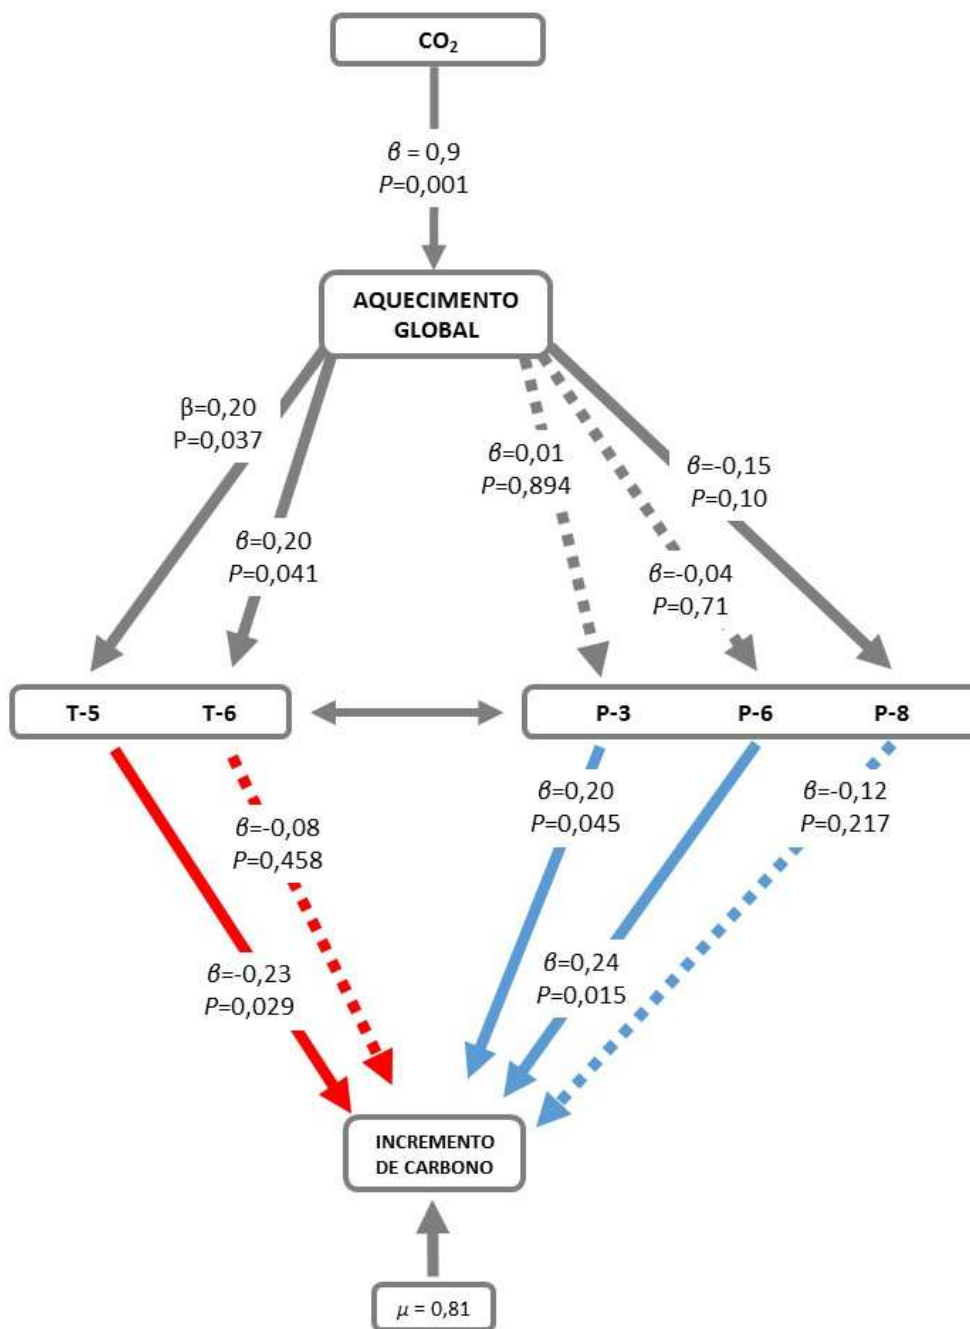 CO₂
β = 0,9
P=0,001
AQUECIMENTO
GLOBAL
β=0,20
P=0,037
β=0,20
P=0,041
β=0,01
P=0,894
β=-0,04
P=0,71
β=-0,15
P=0,10
T-5 T-6
P-3 P-6 P-8
β=-0,23
P=0,029
β=-0,08
P=0,458
β=0,20
P=0,045
β=0,24
P=0,015
β=-0,12
P=0,217
INCREMENTO
DE CARBONO
μ = 0,81